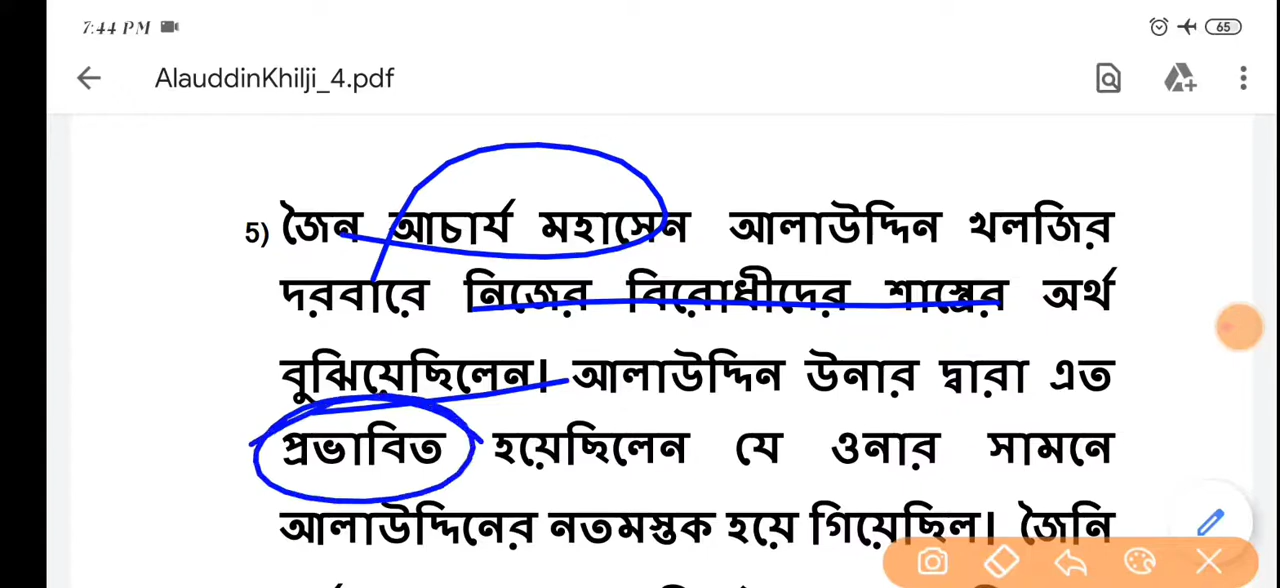 7:44 PM
65
AlauddinKhilji_4.pdf
5) জৈন আচার্য মহাসেন আলাউদ্দিন খলজির
দরবারে নিজের বিরোধীদের শাস্ত্রের অর্থ
বুঝিয়েছিলেন। আলাউদ্দিন উনার দ্বারা এত
প্রভাবিত হয়েছিলেন যে ওনার সামনে
আলাউদ্দিনের নতমস্তক হয়ে গিয়েছিল। জৈনি